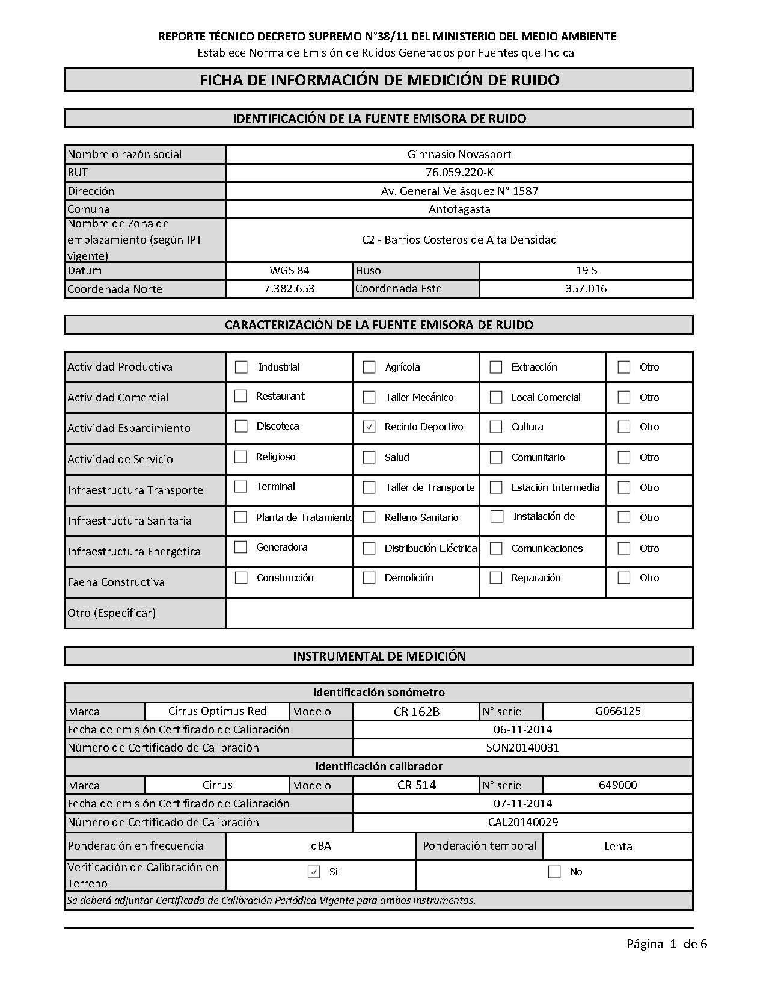 REPORTE TÉCNICO DECRETO SUPREMO N°38/11 DEL MINISTERIO DEL MEDIO AMBIENTE
Establece Norma de Emisión de Ruidos Generados por Fuentes que Indica
FICHA DE INFORMACIÓN DE MEDICIÓN DE RUIDO
IDENTIFICACIÓN DE LA FUENTE EMISORA DE RUIDO
Nombre o razón social Gimnasio Novasport
RUT 76.059.220-K
Dirección Av. General Velásquez N° 1587
Comuna Antofagasta
Nombre de Zona de
emplazamiento (según IPT C2 - Barrios Costeros de Alta Densidad
vigente)
Datum WGS 84 Huso 19 S
Coordenada Norte 7.382.653 Coordenada Este 357.016
CARACTERIZACIÓN DE LA FUENTE EMISORA DE RUIDO
Actividad Productiva Industrial Agrícola Extracción Otro
Actividad Comercial Restaurant Taller Mecánico Local Comercial Otro
Actividad Esparcimiento Discoteca Recinto Deportivo Cultura Otro
Actividad de Servicio Religioso Salud Comunitario Otro
Infraestructura Transporte Terminal Taller de Transporte Estación Intermedia Otro
Infraestructura Sanitaria Planta de Tratamiento Relleno Sanitario Instalación de Otro
Infraestructura Energética Generadora Distribución Eléctrica Comunicaciones Otro
Faena Constructiva Construcción Demolición Reparación Otro
Otro (Especificar)
INSTRUMENTAL DE MEDICIÓN
Identificación sonómetro
Marca Cirrus Optimus Red Modelo CR 162B N° serie G066125
Fecha de emisión Certificado de Calibración 06-11-2014
Número de Certificado de Calibración SON20140031
Identificación calibrador
Marca Cirrus Modelo CR 514 N° serie 649000
Fecha de emisión Certificado de Calibración 07-11-2014
Número de Certificado de Calibración CAL20140029
Ponderación en frecuencia dBA Ponderación temporal Lenta
Verificación de Calibración en Si No
Terreno
Se deberá adjuntar Certificado de Calibración Periódica Vigente para ambos instrumentos.
Página 1 de 6